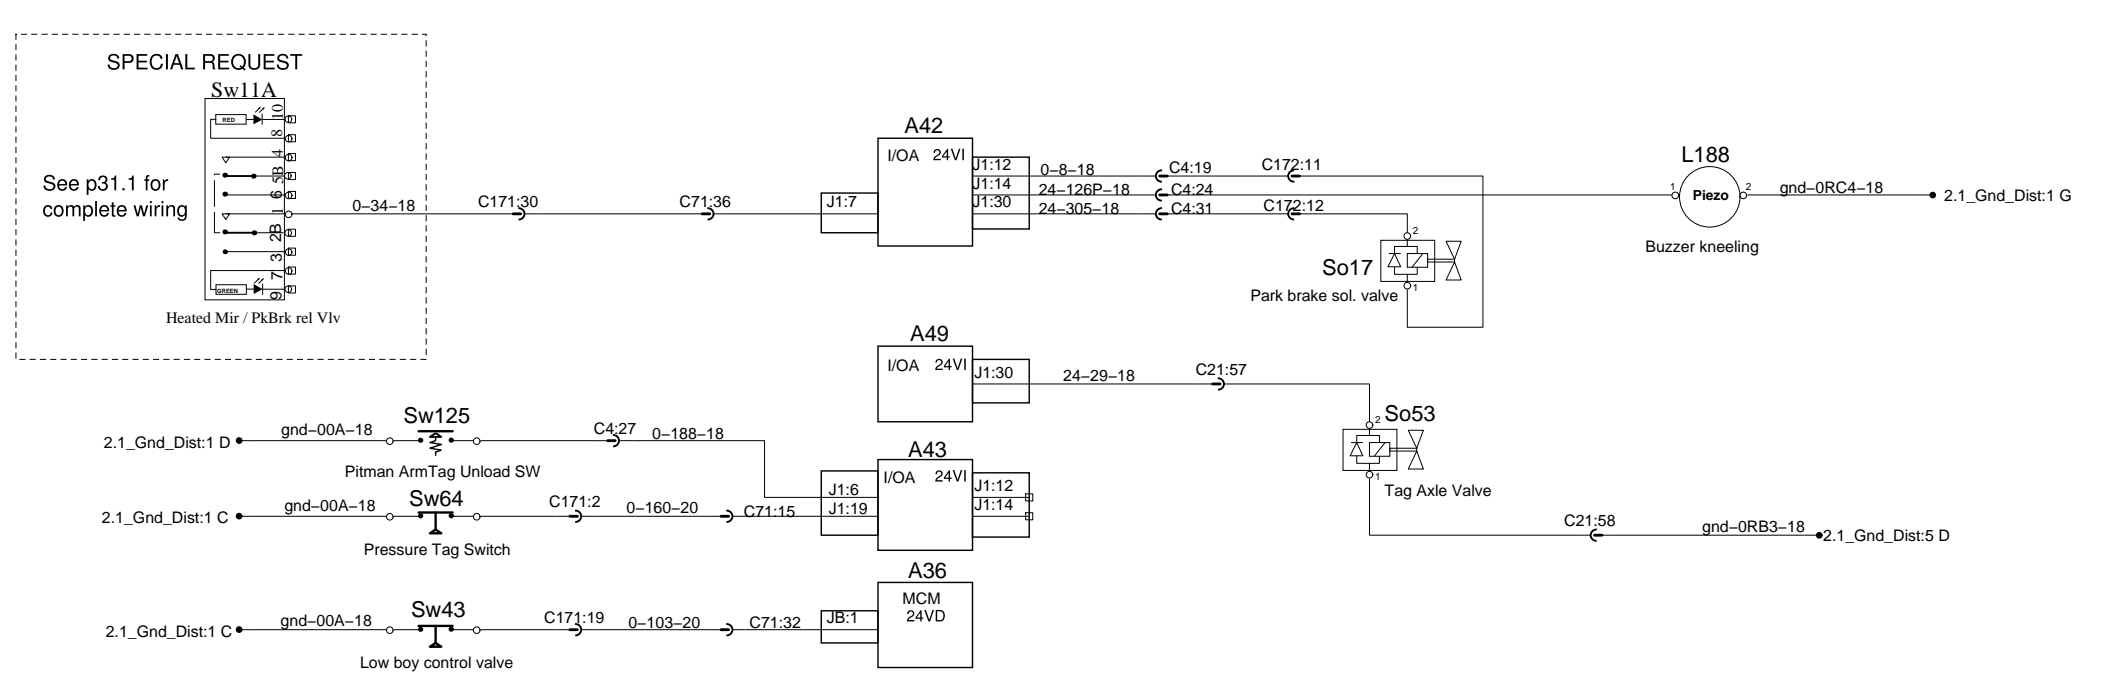 SPECIAL REQUEST
Sw11A
RED
10
8
4
5B
6
1
2B
3
7
GREEN
9
See p31.1 for
complete wiring
Heated Mir / PkBrk rel Vlv
0–34–18
C171:30
C71:36
J1:7
A42
I/OA 24VI
J1:12
J1:14
J1:30
0–8–18
24–126P–18
24–305–18
C4:19
C4:24
C4:31
C172:11
C172:12
2
So17
1
Park brake sol. valve
L188
1
Piezo
2
Buzzer kneeling
gnd–0RC4–18
2.1_Gnd_Dist:1 G
A49
I/OA 24VI
J1:30
24–29–18
C21:57
2
So53
1
Tag Axle Valve
C21:58
gnd–0RB3–18
2.1_Gnd_Dist:5 D
2.1_Gnd_Dist:1 D
gnd–00A–18
Sw125
Pitman ArmTag Unload SW
C4:27
0–188–18
A43
I/OA 24VI
J1:6
J1:19
J1:12
J1:14
2.1_Gnd_Dist:1 C
gnd–00A–18
Sw64
Pressure Tag Switch
C171:2
0–160–20
C71:15
A36
MCM
24VD
JB:1
2.1_Gnd_Dist:1 C
gnd–00A–18
Sw43
Low boy control valve
C171:19
0–103–20
C71:32